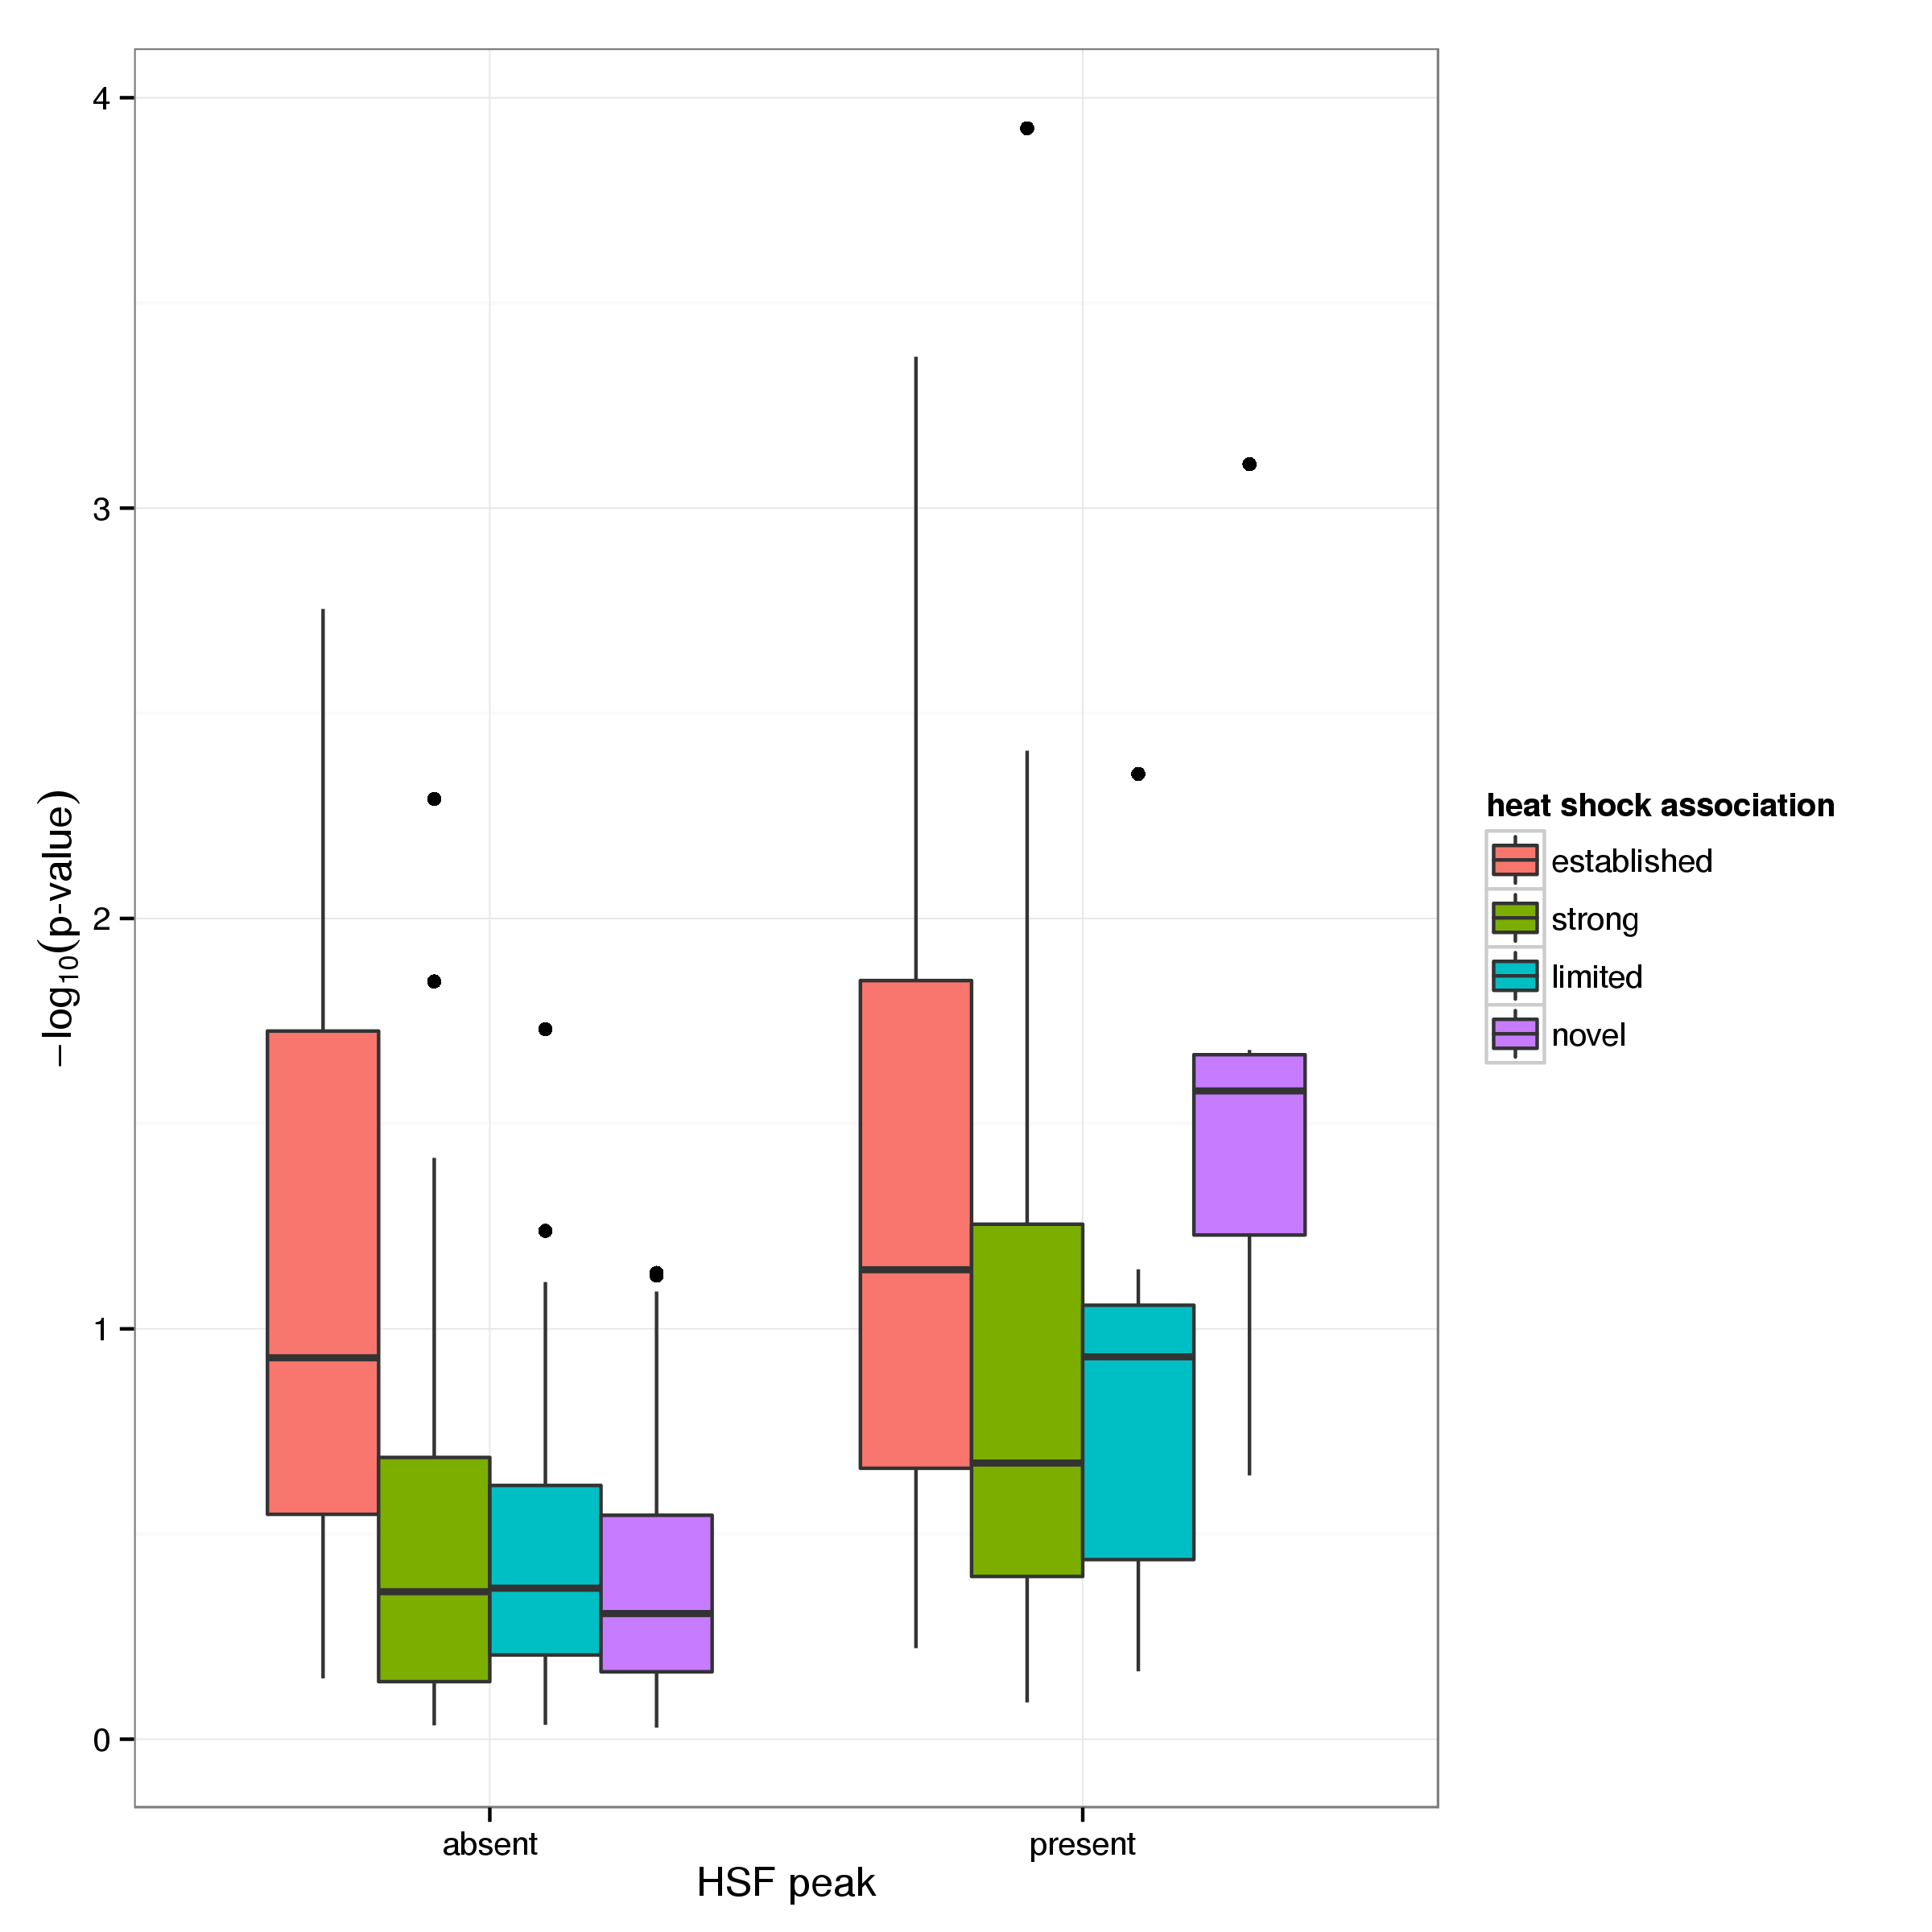 4
3
2
1
0
−log10(p-value)
absent
present
HSF peak
heat shock association
established
strong
limited
novel